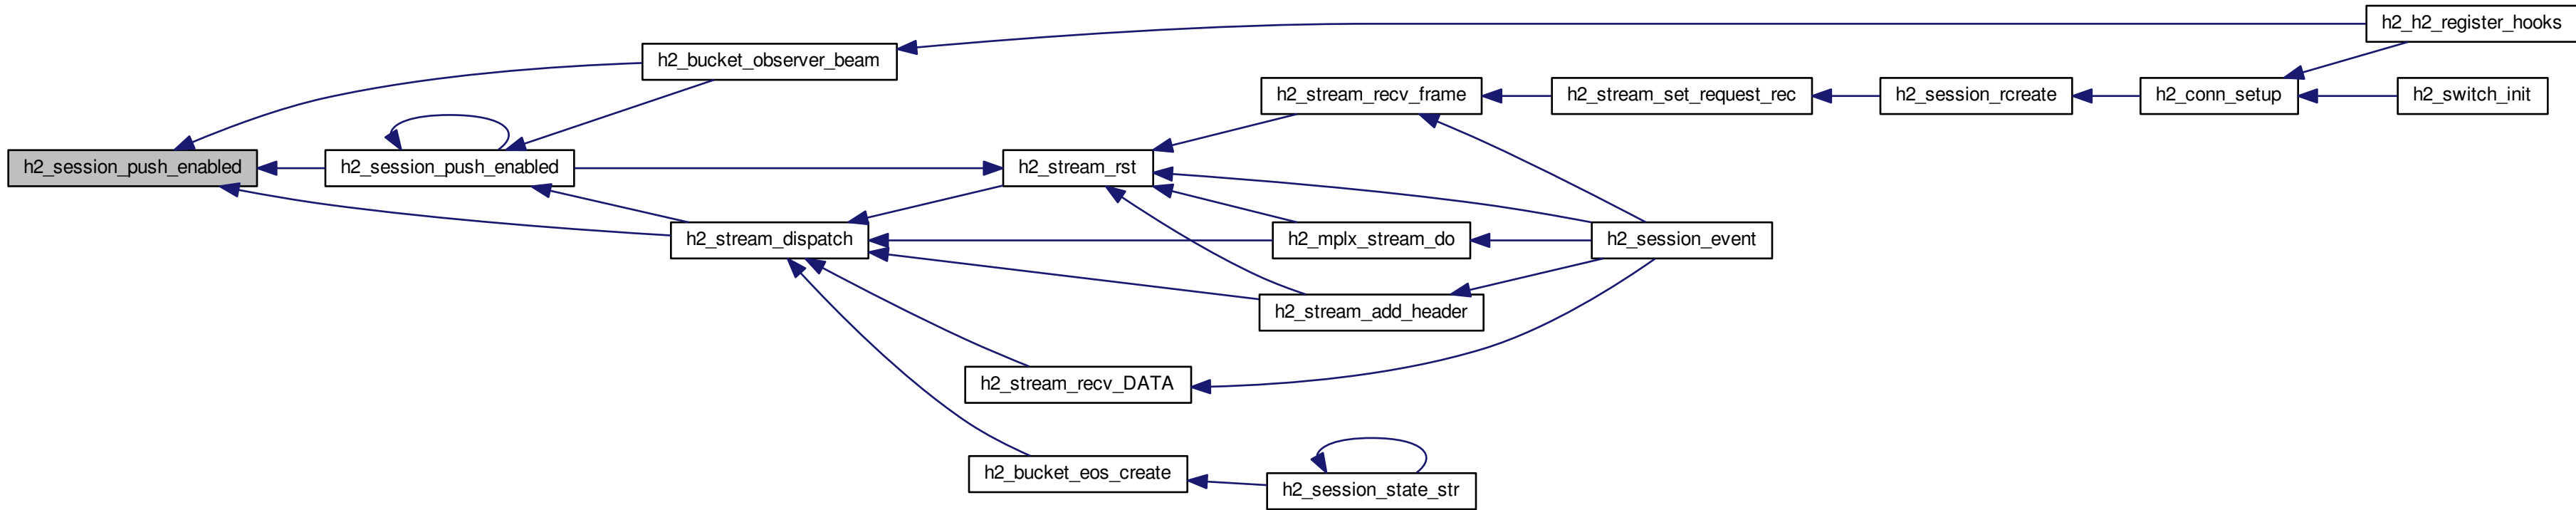 h2_h2_register_hooks
h2_bucket_observer_beam
h2_stream_recv_frame
h2_stream_set_request_rec
h2_session_rcreate
h2_conn_setup
h2_switch_init
h2_session_push_enabled
h2_session_push_enabled
h2_stream_rst
h2_stream_dispatch
h2_mplx_stream_do
h2_session_event
h2_stream_add_header
h2_stream_recv_DATA
h2_bucket_eos_create
h2_session_state_str